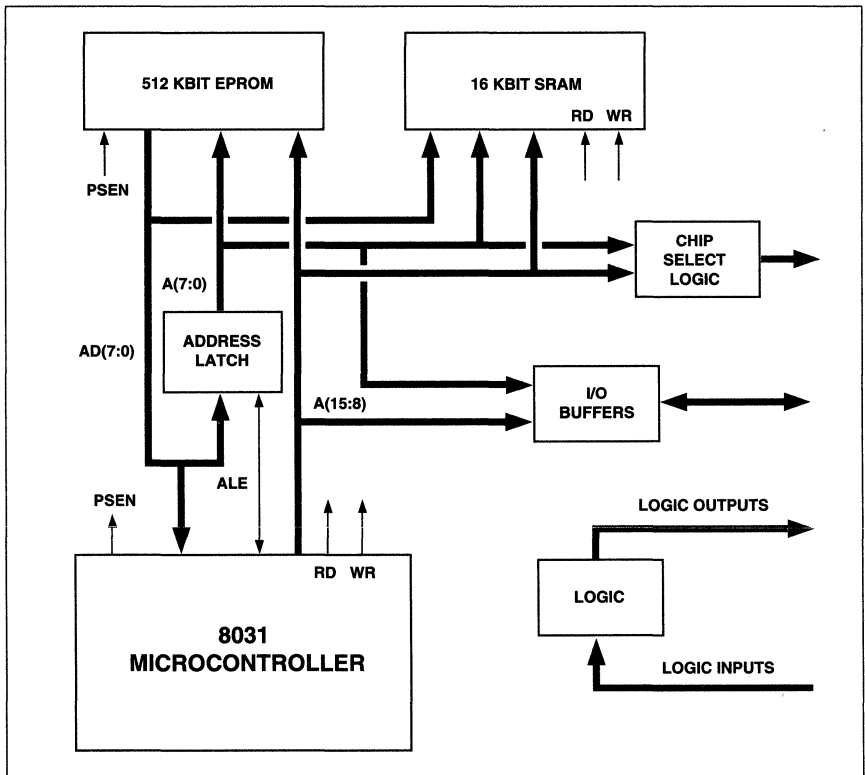 512 KBIT EPROM
16 KBIT SRAM
RD WR
PSEN
CHIP
SELECT
LOGIC
A(7:0)
ADDRESS
LATCH
AD(7:0)
I/O
BUFFERS
A(15:8)
ALE
PSEN
LOGIC OUTPUTS
RD WR
LOGIC
8031
MICROCONTROLLER
LOGIC INPUTS